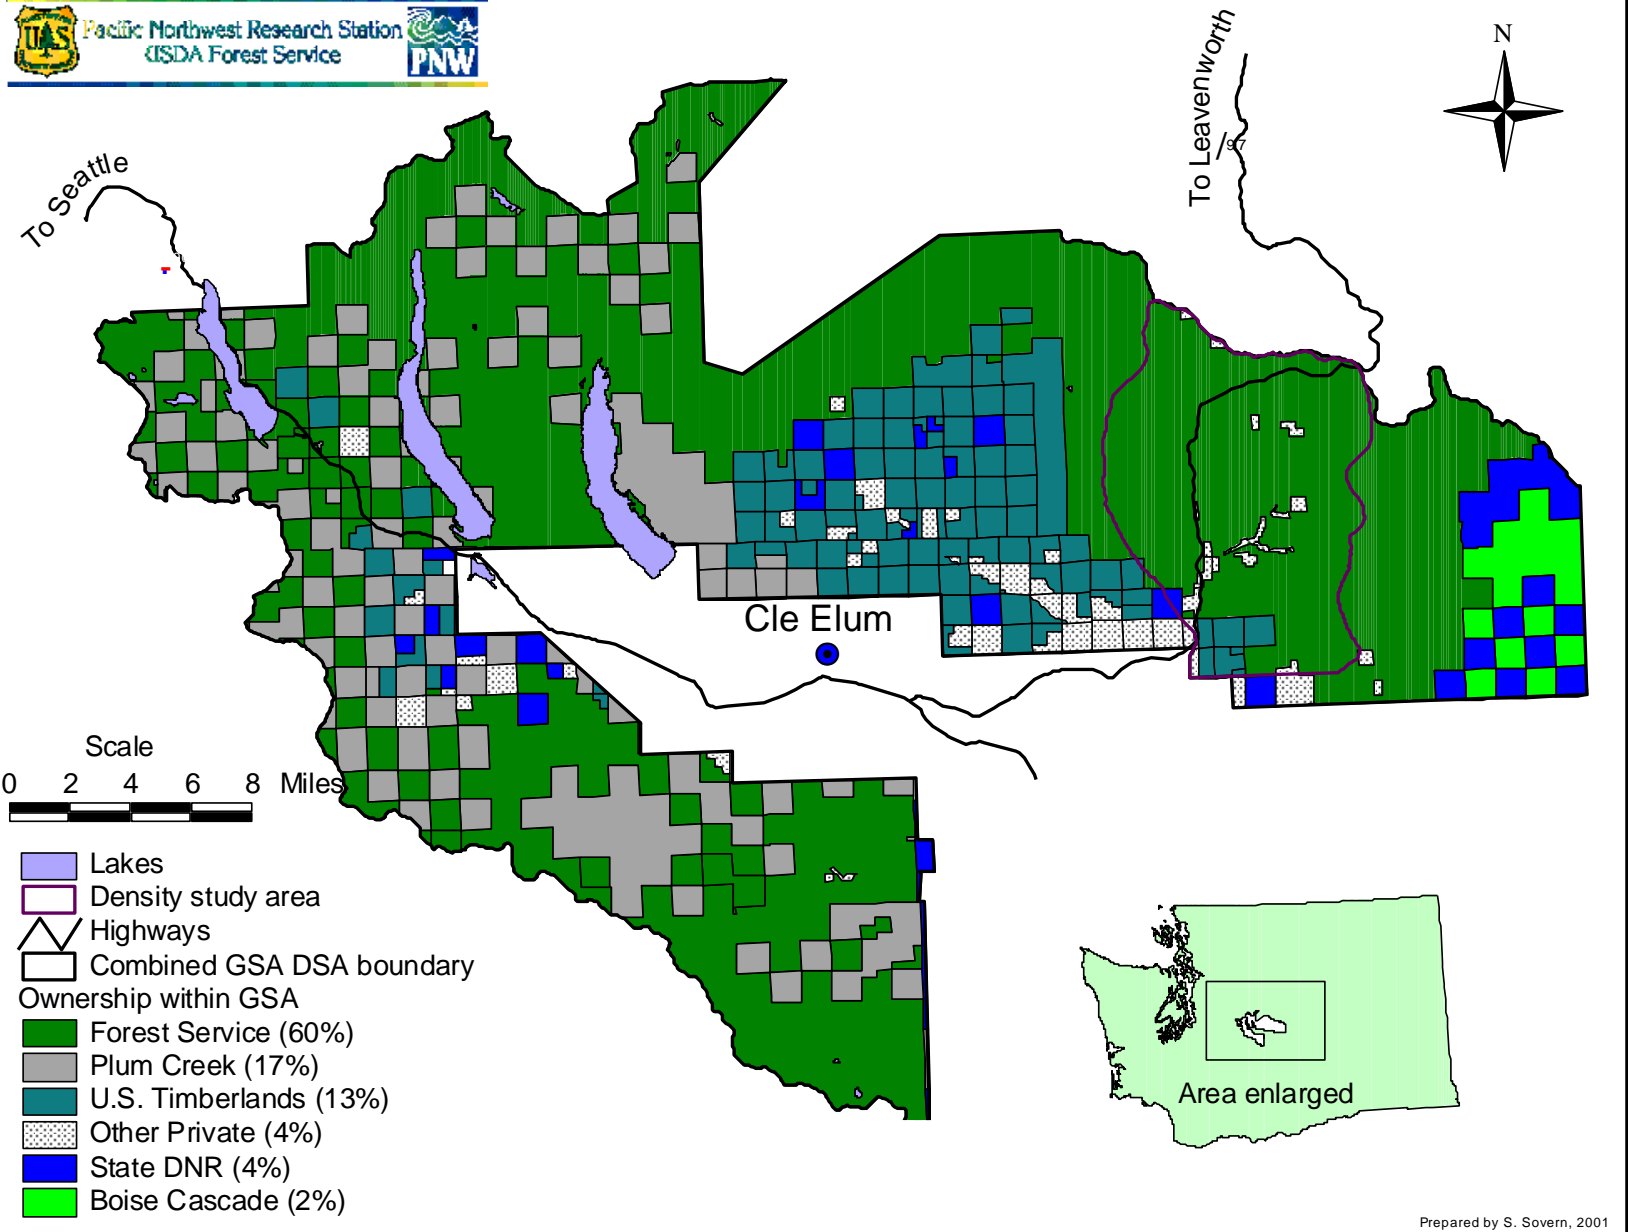 Pacific Northwest Research Station
USDA Forest Service
US
PNW
To Seattle
To Leavenworth
97
N
Cle Elum
Scale
0 2 4 6 8 Miles
Lakes
Density study area
Highways
Combined GSA DSA boundary
Ownership within GSA
Forest Service (60%)
Plum Creek (17%)
U.S. Timberlands (13%)
Other Private (4%)
State DNR (4%)
Boise Cascade (2%)
Area enlarged
Prepared by S. Sovern, 2001